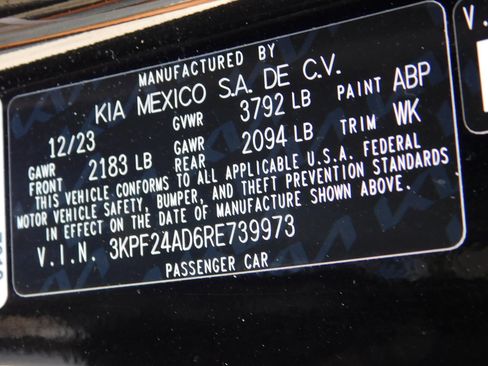 MANUFACTURED BY
KIA MEXICO S.A. DE C.V.
12/23 GVWR 3792 LB PAINT ABP
GAWR FRONT 2183 LB GAWR REAR 2094 LB TRIM WK
THIS VEHICLE CONFORMS TO ALL APPLICABLE U.S.A. FEDERAL
MOTOR VEHICLE SAFETY, BUMPER, AND THEFT PREVENTION STANDARDS
IN EFFECT ON THE DATE OF MANUFACTURE SHOWN ABOVE.
V.I.N. 3KPF24AD6RE739973
PASSENGER CAR
V.